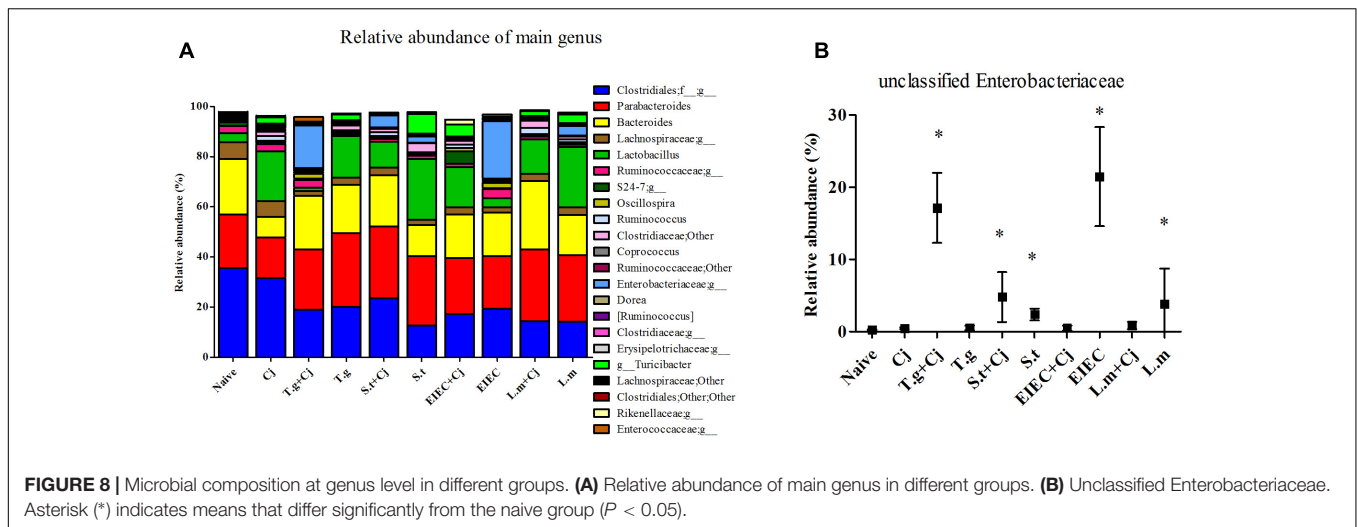 A
Relative abundance of main genus
Relative abundance (%)
100
80
60
40
20
0
Naive
Cj
T.g+Cj
T.g
S.t+Cj
S.t
EIEC+Cj
EIEC
L.m+Cj
L.m
Clostridiales;f__;g__
Parabacteroides
Bacteroides
Lachnospiraceae;g__
Lactobacillus
Ruminococcaceae;g__
S24-7;g__
Oscillospira
Ruminococcus
Clostridiaceae;Other
Coprococcus
Ruminococcaceae;Other
Enterobacteriaceae;g__
Dorea
[Ruminococcus]
Clostridiaceae;g__
Erysipelotrichaceae;g__
g__Turicibacter
Lachnospiraceae;Other
Clostridiales;Other;Other
Rikenellaceae;g__
Enterococcaceae;g__
B
unclassified Enterobacteriaceae
Relative abundance (%)
30
20
10
0
* * * * *
Naive
Cj
T.g+Cj
T.g
S.t+Cj
S.t
EIEC+Cj
EIEC
L.m+Cj
L.m
FIGURE 8 | Microbial composition at genus level in different groups. (A) Relative abundance of main genus in different groups. (B) Unclassified Enterobacteriaceae.
Asterisk (*) indicates means that differ significantly from the naive group (P < 0.05).